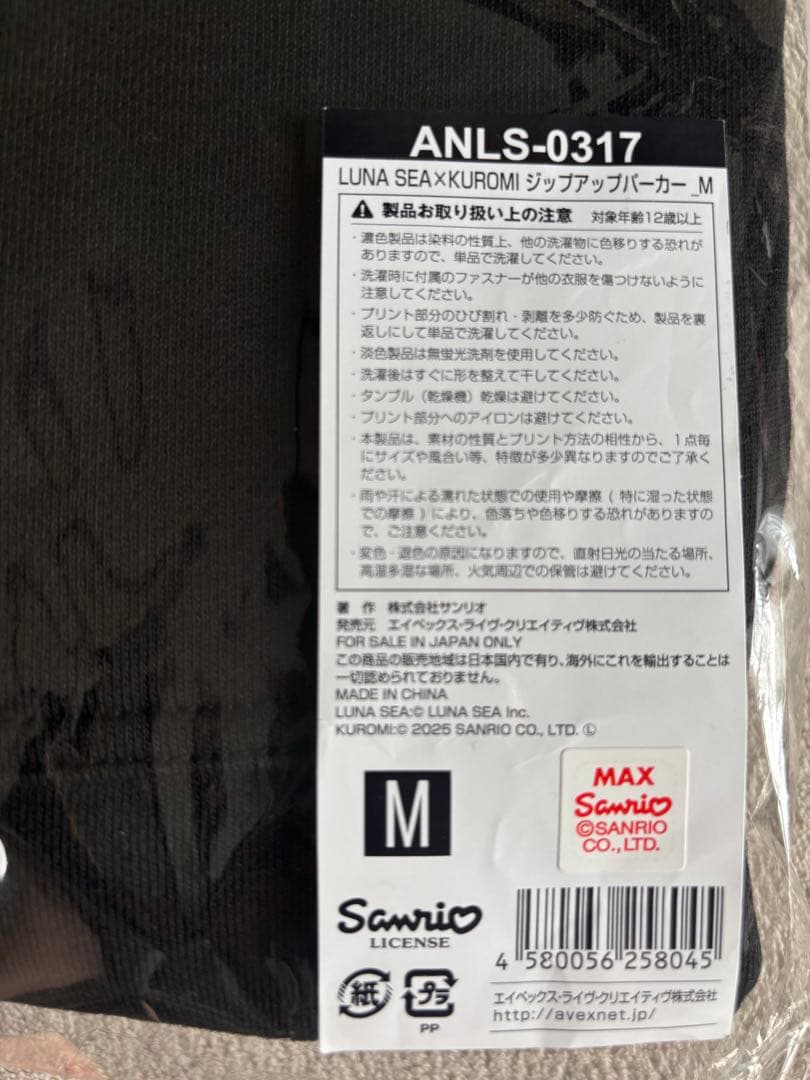 ANLS-0317
LUNA SEA×KUROMI ジップアップパーカー _M
製品お取り扱い上の注意 対象年齢12歳以上
・濃色製品は染料の性質上、他の洗濯物に色移りする恐れが
ありますので、単品で洗濯してください。
・洗濯時に付属のファスナーが他の衣服を傷つけないように
注意してください。
・プリント部分のひび割れ・剥離を多少防ぐため、製品を裏
返しにして単品で洗濯してください。
・淡色製品は無蛍光洗剤を使用してください。
・洗濯後はすぐに形を整えて干してください。
・タンブル（乾燥機）乾燥は避けてください。
・プリント部分へのアイロンは避けてください。
・本製品は、素材の性質とプリント方法の相性から、1点毎
にサイズや風合い等、特徴が多少異なりますのでご了承く
ださい。
・雨や汗による濡れた状態での使用や摩擦（特に湿った状態
での摩擦）により、色落ちや色移りする恐れがありますの
で、ご注意ください。
・変色・退色の原因になりますので、直射日光の当たる場所、
高温多湿な場所、火気周辺での保管は避けてください。
著 作 株式会社サンリオ
発売元 エイベックス・ライヴ・クリエイティヴ株式会社
FOR SALE IN JAPAN ONLY
この商品の販売地域は日本国内で有り、海外にこれを輸出することは
一切認められておりません。
MADE IN CHINA
LUNA SEA:© LUNA SEA Inc.
KUROMI:© 2025 SANRIO CO., LTD. Ⓛ
M
MAX
Sanrio
©SANRIO
CO.,LTD.
Sanrio
LICENSE
4 580056 258045
紙
プラ
PP
エイベックス・ライヴ・クリエイティヴ株式会社
http://avexnet.jp/